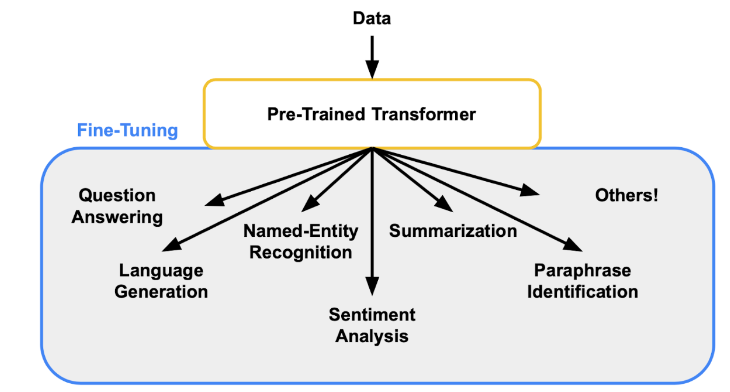 Data
Pre-Trained Transformer
Fine-Tuning
Question
Answering
Others!
Named-Entity
Recognition
Summarization
Language
Generation
Paraphrase
Identification
Sentiment
Analysis